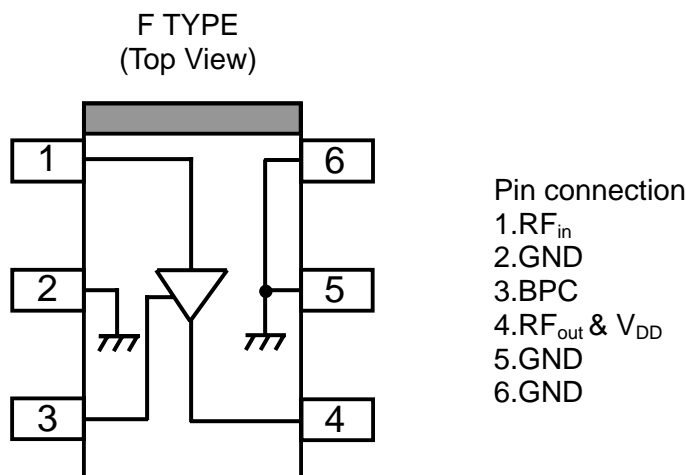 F TYPE
(Top View)
1
6
2
5
3
4
Pin connection
1.RFin
2.GND
3.BPC
4.RFout & VDD
5.GND
6.GND